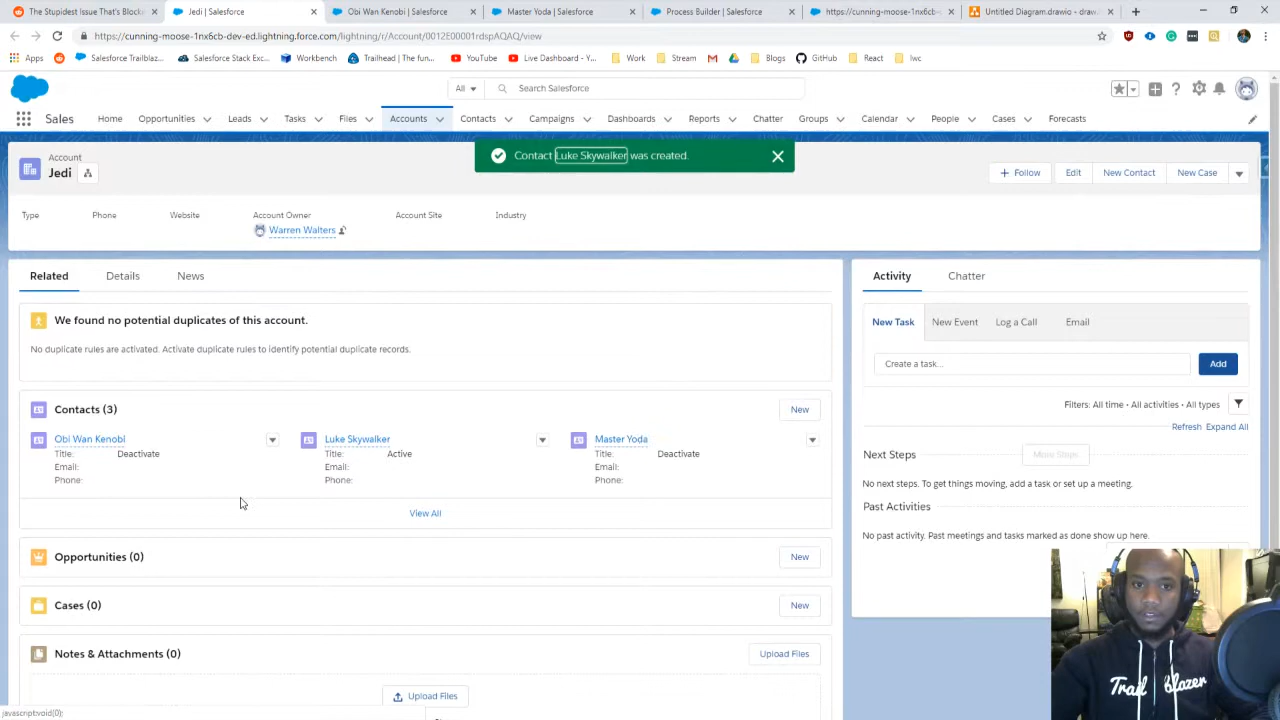 The Stupidest Issue That's Block:
Jedi | Salesforce
Obi Wan Kenobi | Salesforce
Master Yoda | Salesforce
Process Builder | Salesforce
https://cunning-moose-1nx6cb-
Untitled Diagram.drawio - draw.i
https://cunning-moose-1nx6cb-dev-ed.lightning.force.com/lightning/r/Account/0012E00001rdspAQAQ/view
Apps
Salesforce Trailblaz...
Salesforce Stack Exc...
Workbench
Trailhead | The fun...
YouTube
Live Dashboard - Y...
Work
Stream
Blogs
GitHub
React
lwc
All
Search Salesforce
Sales
Home
Opportunities
Leads
Tasks
Files
Accounts
Contacts
Campaigns
Dashboards
Reports
Chatter
Groups
Calendar
People
Cases
Forecasts
Contact Luke Skywalker was created.
Account
Jedi
Follow
Edit
New Contact
New Case
Type
Phone
Website
Account Owner
Account Site
Industry
Warren Walters
Related
Details
News
We found no potential duplicates of this account.
No duplicate rules are activated. Activate duplicate rules to identify potential duplicate records.
Contacts (3)
New
Obi Wan Kenobi
Title: Deactivate
Email:
Phone:
Luke Skywalker
Title: Active
Email:
Phone:
Master Yoda
Title: Deactivate
Email:
Phone:
View All
Opportunities (0)
New
Cases (0)
New
Notes & Attachments (0)
Upload Files
Upload Files
Activity
Chatter
New Task
New Event
Log a Call
Email
Create a task...
Add
Filters: All time • All activities • All types
Refresh
Expand All
Next Steps
More Steps
No next steps. To get things moving, add a task or set up a meeting.
Past Activities
No past activity. Past meetings and tasks marked as done show up here.
javascript:void(0);